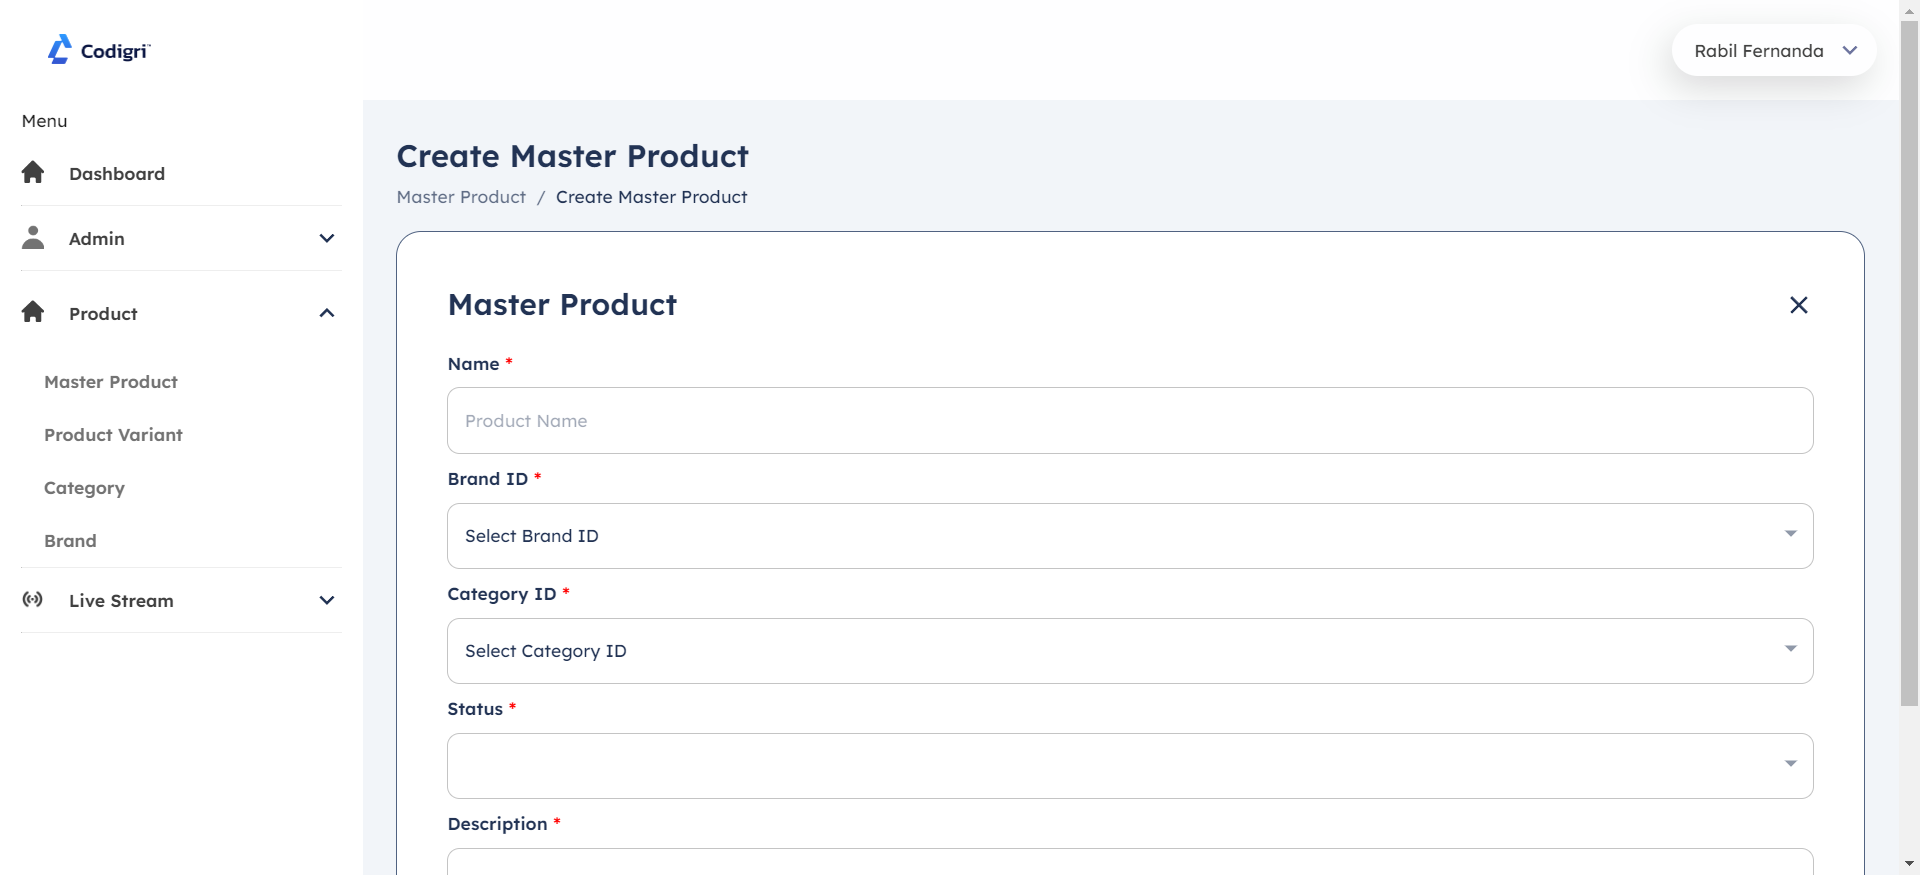 Codigri™
Rabil Fernanda
Menu
Dashboard
Admin
Product
Master Product
Product Variant
Category
Brand
Live Stream
Create Master Product
Master Product / Create Master Product
Master Product
Name *
Product Name
Brand ID *
Select Brand ID
Category ID *
Select Category ID
Status *
Description *